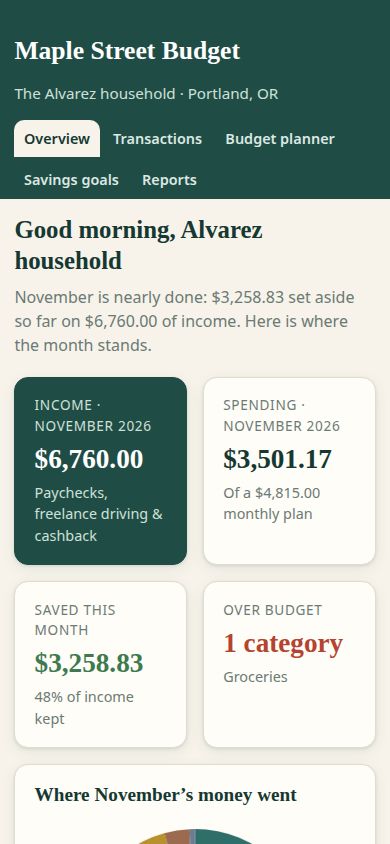 Maple Street Budget
The Alvarez household · Portland, OR
Overview Transactions Budget planner
Savings goals Reports
Good morning, Alvarez
household
November is nearly done: $3,258.83 set aside
so far on $6,760.00 of income. Here is where
the month stands.
INCOME ·
NOVEMBER 2026
$6,760.00
Paychecks,
freelance driving &
cashback
SPENDING ·
NOVEMBER 2026
$3,501.17
Of a $4,815.00
monthly plan
SAVED THIS
MONTH
$3,258.83
48% of income
kept
OVER BUDGET
1 category
Groceries
Where November’s money went